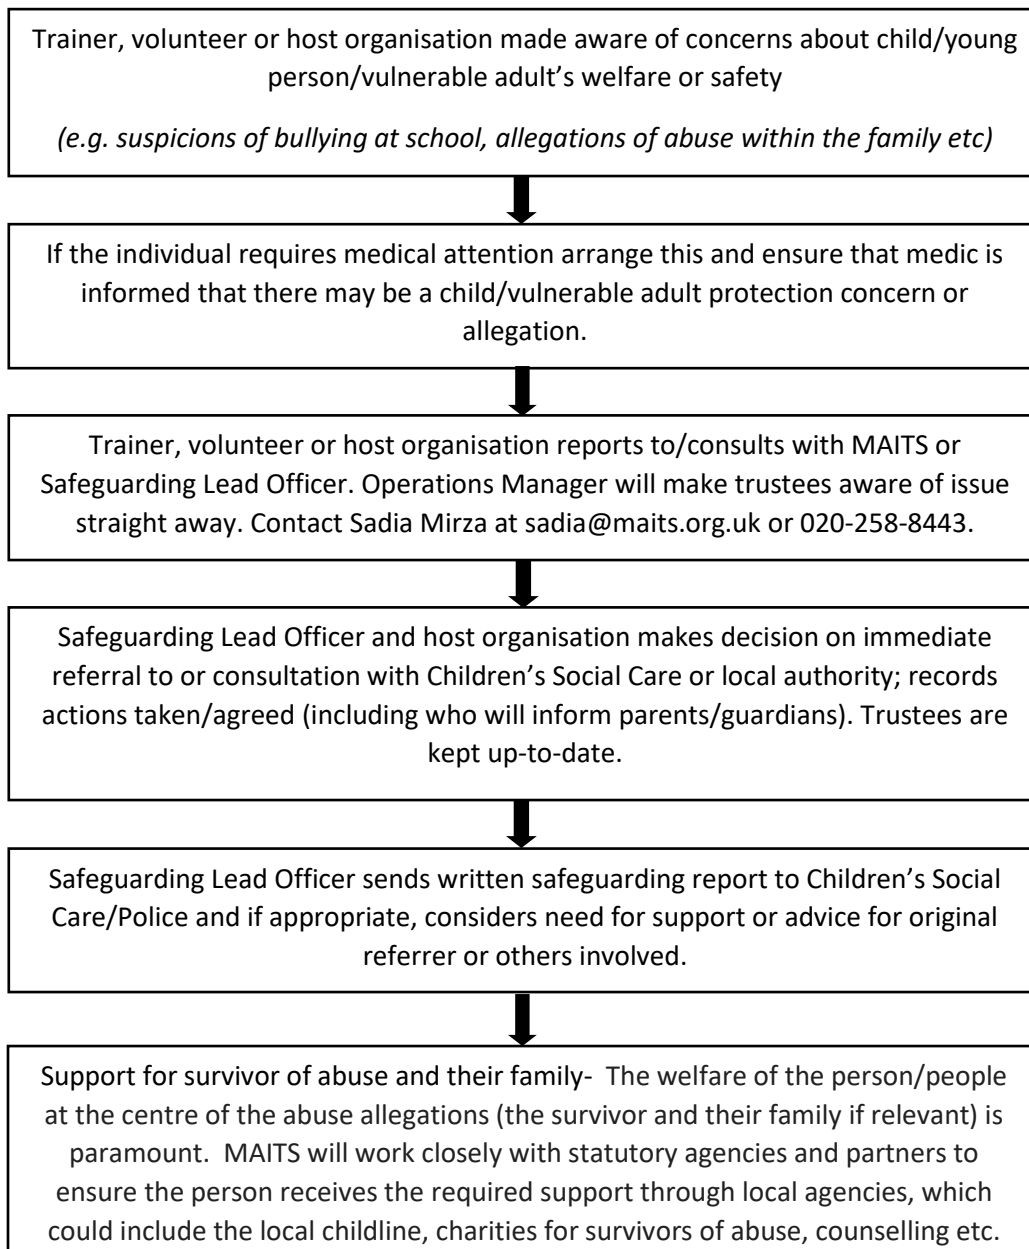 Trainer, volunteer or host organisation made aware of concerns about child/young
person/vulnerable adult’s welfare or safety
(e.g. suspicions of bullying at school, allegations of abuse within the family etc)
If the individual requires medical attention arrange this and ensure that medic is
informed that there may be a child/vulnerable adult protection concern or
allegation.
Trainer, volunteer or host organisation reports to/consults with MAITS or
Safeguarding Lead Officer. Operations Manager will make trustees aware of issue
straight away. Contact Sadia Mirza at sadia@maits.org.uk or 020-258-8443.
Safeguarding Lead Officer and host organisation makes decision on immediate
referral to or consultation with Children’s Social Care or local authority; records
actions taken/agreed (including who will inform parents/guardians). Trustees are
kept up-to-date.
Safeguarding Lead Officer sends written safeguarding report to Children’s Social
Care/Police and if appropriate, considers need for support or advice for original
referrer or others involved.
Support for survivor of abuse and their family- The welfare of the person/people
at the centre of the abuse allegations (the survivor and their family if relevant) is
paramount. MAITS will work closely with statutory agencies and partners to
ensure the person receives the required support through local agencies, which
could include the local childline, charities for survivors of abuse, counselling etc.